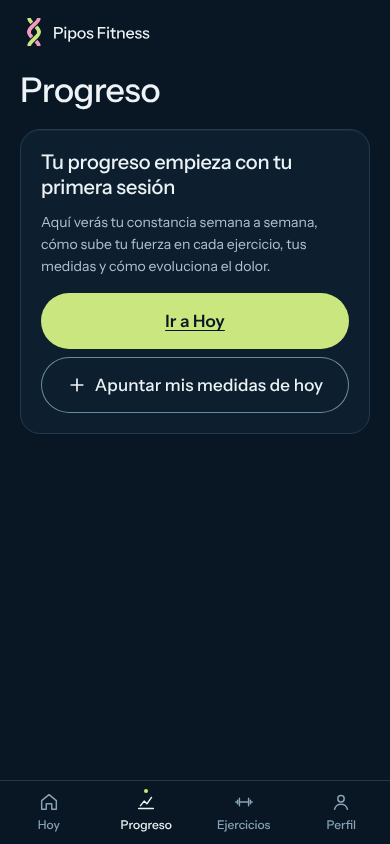 Pipos Fitness
Progreso
Tu progreso empieza con tu
primera sesión
Aquí verás tu constancia semana a semana,
cómo sube tu fuerza en cada ejercicio, tus
medidas y cómo evoluciona el dolor.
Ir a Hoy
+ Apuntar mis medidas de hoy
Hoy Progreso Ejercicios Perfil